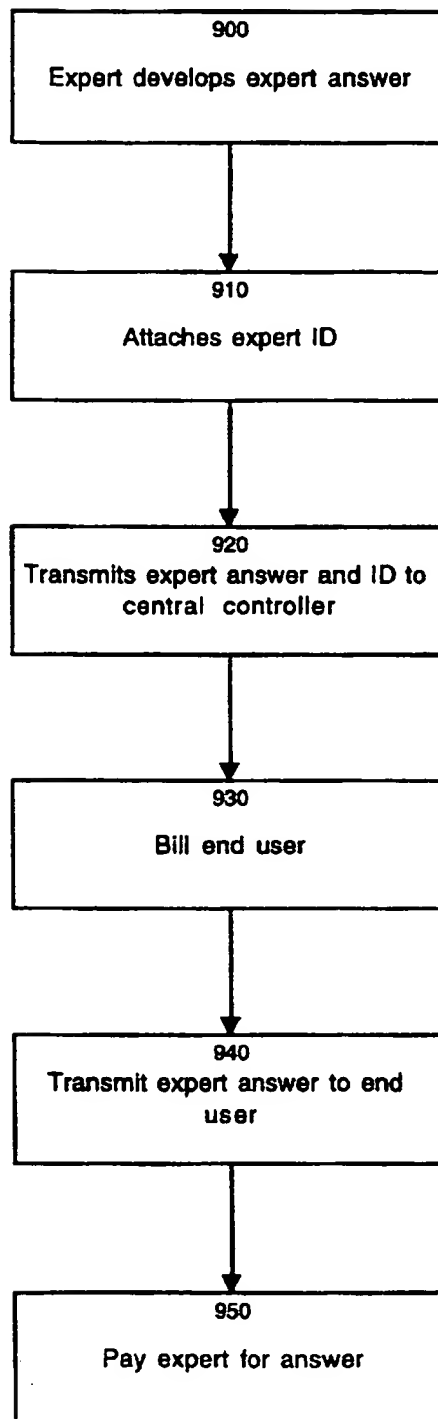 900
Expert develops expert answer
910
Attaches expert ID
920
Transmits expert answer and ID to
central controller
930
Bill end user
940
Transmit expert answer to end
user
950
Pay expert for answer